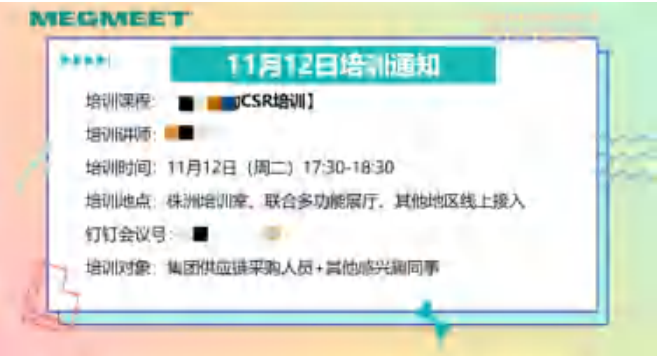 MEGMEET
11月12日培训通知
培训课程: CSR培训】
培训讲师:
培训时间: 11月12日 (周二) 17:30-18:30
培训地点: 株洲培训室、联合多功能展厅、其他地区线上接入
钉钉会议号:
培训对象: 集团供应链采购人员+其他感兴趣同事